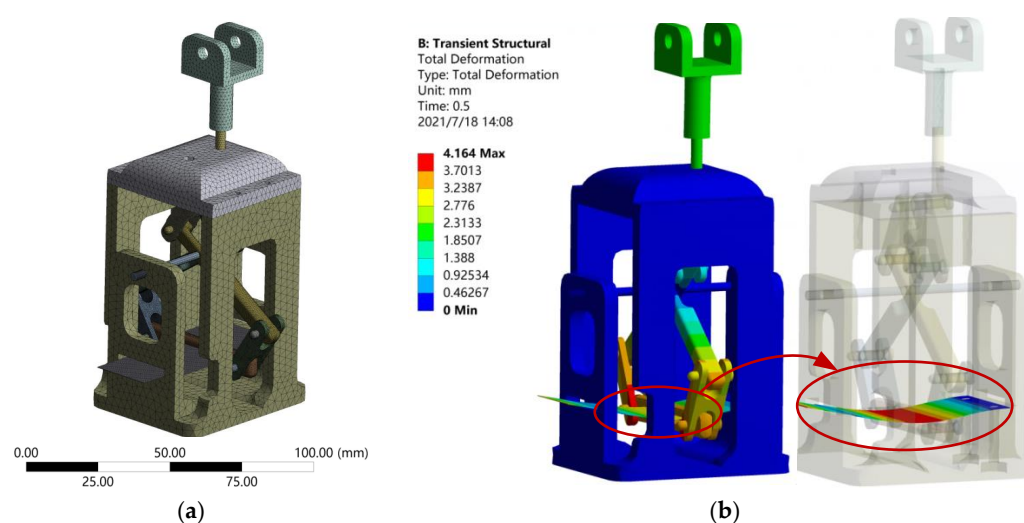 B: Transient Structural
Total Deformation
Type: Total Deformation
Unit: mm
Time: 0.5
2021/7/18 14:08
4.164 Max
3.7013
3.2387
2.776
2.3133
1.8507
1.388
0.92534
0.46267
0 Min
0.00 50.00 100.00 (mm)
25.00 75.00
(a)
(b)